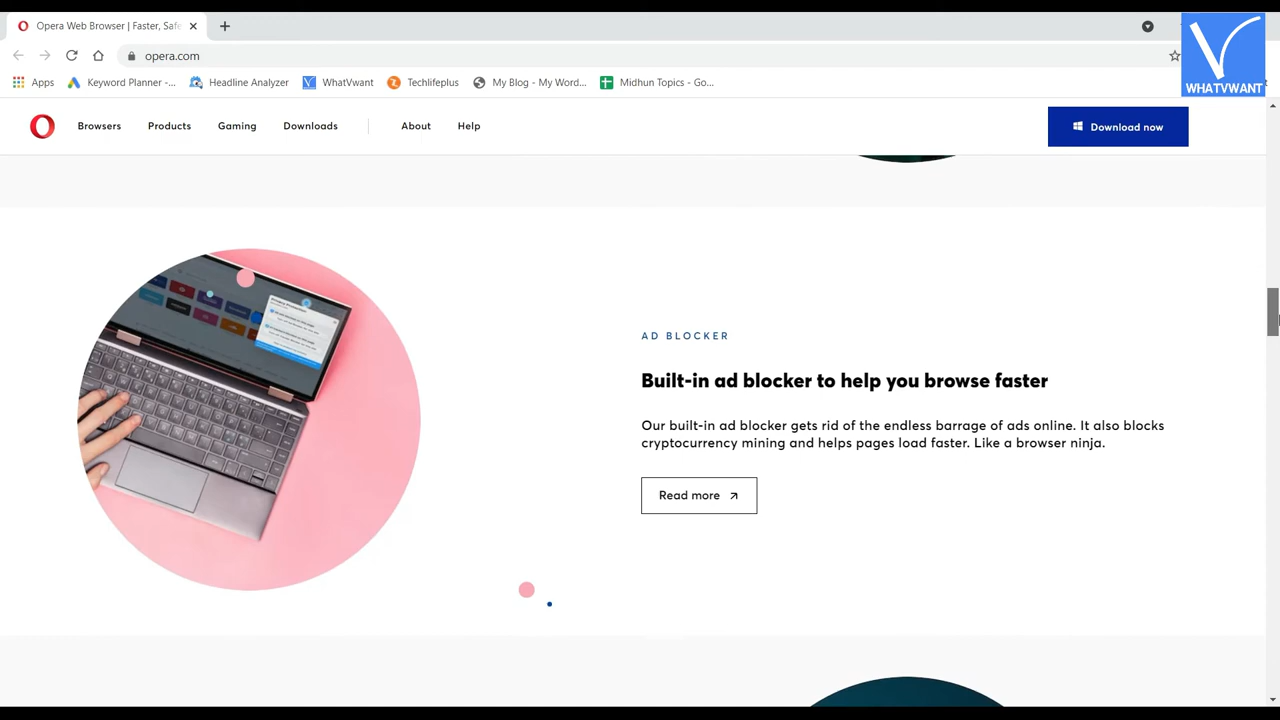 Opera Web Browser | Faster, Safe
opera.com
Apps
Keyword Planner -...
Headline Analyzer
WhatVwant
Techlifeplus
My Blog - My Word...
Midhun Topics - Go...
WHATVWANT
Browsers
Products
Gaming
Downloads
About
Help
Download now
AD BLOCKER
Built-in ad blocker to help you browse faster
Our built-in ad blocker gets rid of the endless barrage of ads online. It also blocks
cryptocurrency mining and helps pages load faster. Like a browser ninja.
Read more